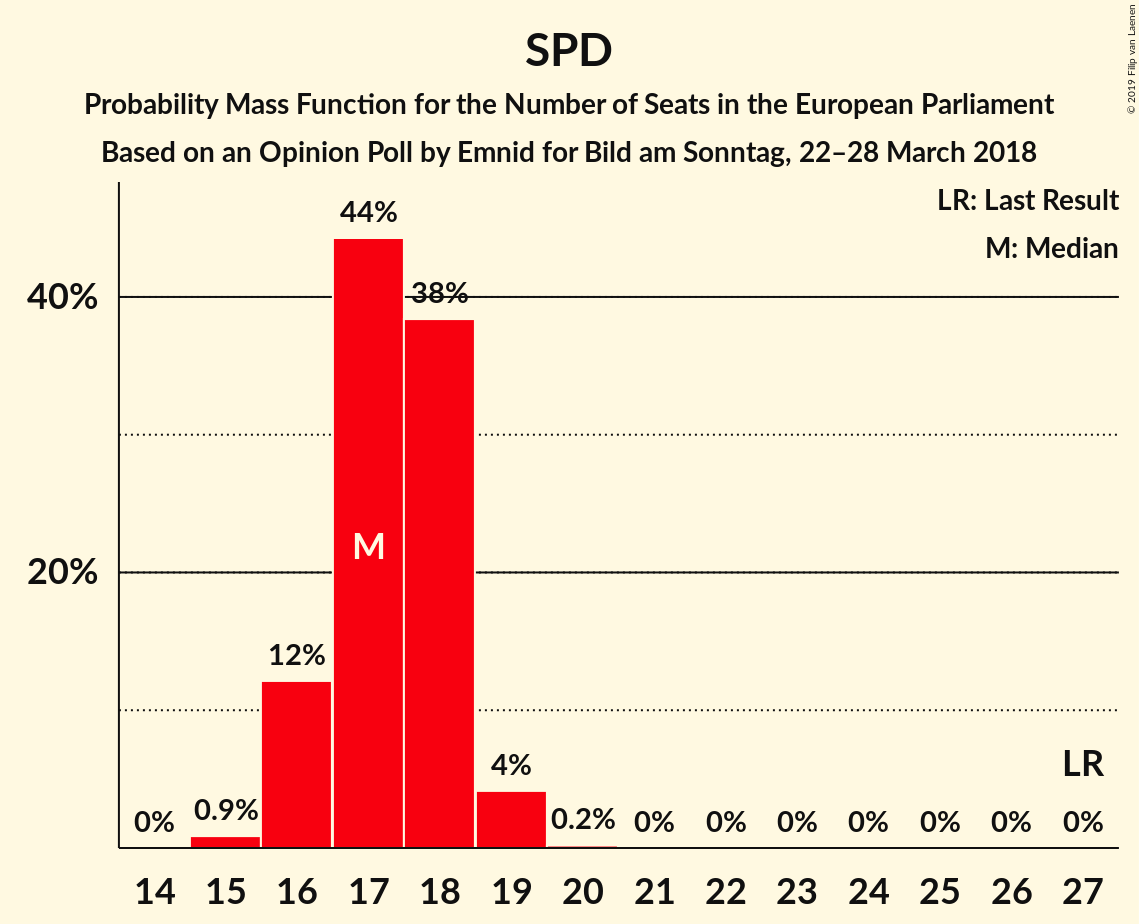 SPD
Probability Mass Function for the Number of Seats in the European Parliament
Based on an Opinion Poll by Emnid for Bild am Sonntag, 22–28 March 2018
© 2019 Filip van Laenen
LR: Last Result
M: Median
44%
38%
40%
M
20%
12%
4%
LR
0% 0.9% 0.2% 0% 0% 0% 0% 0% 0% 0%
14 15 16 17 18 19 20 21 22 23 24 25 26 27